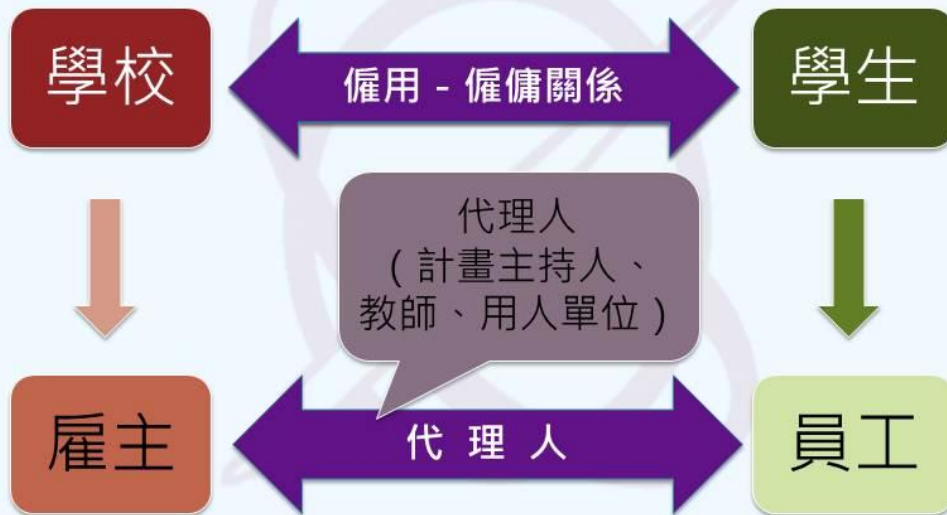 學校
僱用 - 僱傭關係
學生
代理人
(計畫主持人、
教師、用人單位)
雇主
代 理 人
員工